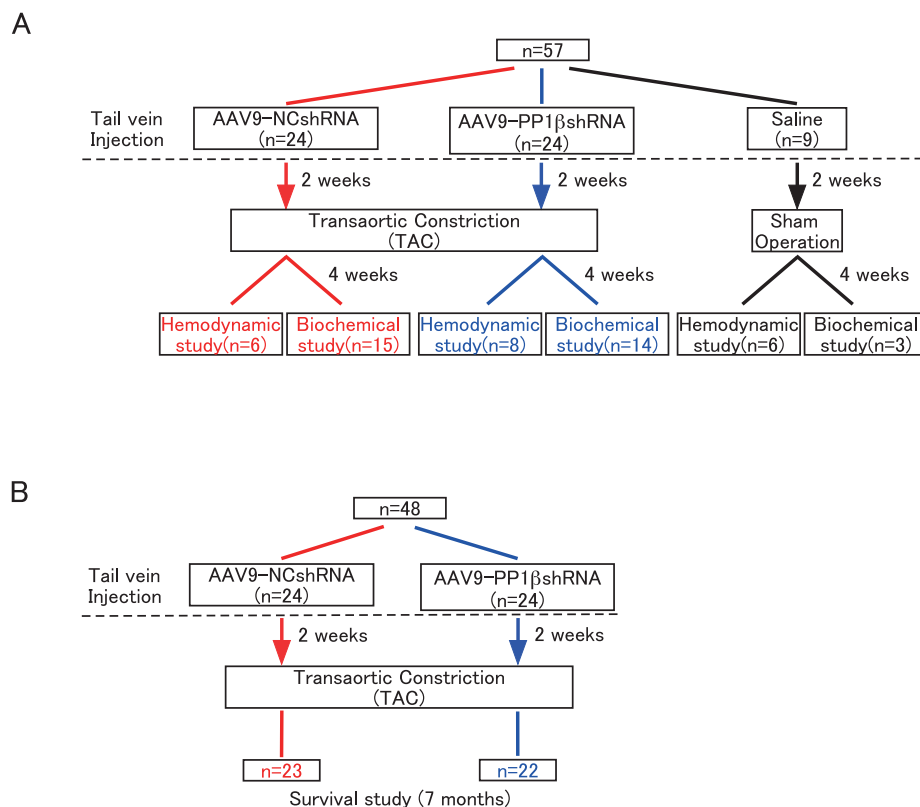 A
n=57
Tail vein
Injection
AAV9-NCshRNA
(n=24)
AAV9-PP1βshRNA
(n=24)
Saline
(n=9)
2 weeks
2 weeks
2 weeks
Transaortic Constriction
(TAC)
Sham
Operation
4 weeks
4 weeks
4 weeks
Hemodynamic
study(n=6)
Biochemical
study(n=15)
Hemodynamic
study(n=8)
Biochemical
study(n=14)
Hemodynamic
study(n=6)
Biochemical
study(n=3)
B
n=48
Tail vein
Injection
AAV9-NCshRNA
(n=24)
AAV9-PP1βshRNA
(n=24)
2 weeks
2 weeks
Transaortic Constriction
(TAC)
n=23
n=22
Survival study (7 months)